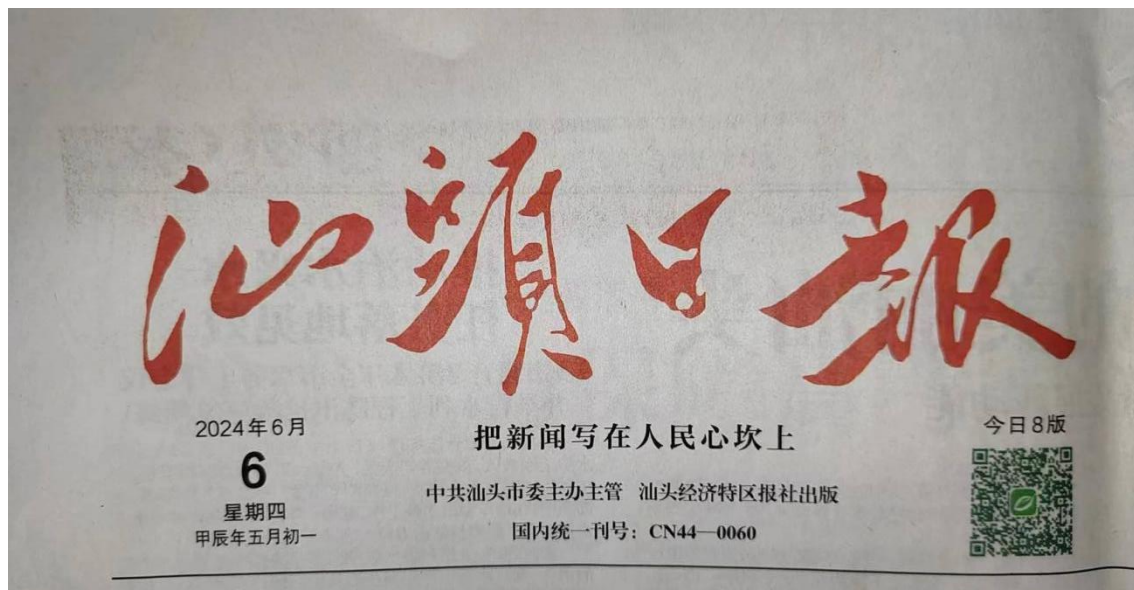 汕頭日報
2024年6月
6
星期四
甲辰年五月初一
把新闻写在人民心坎上
中共汕头市委主办主管 汕头经济特区报社出版
国内统一刊号：CN44—0060
今日8版